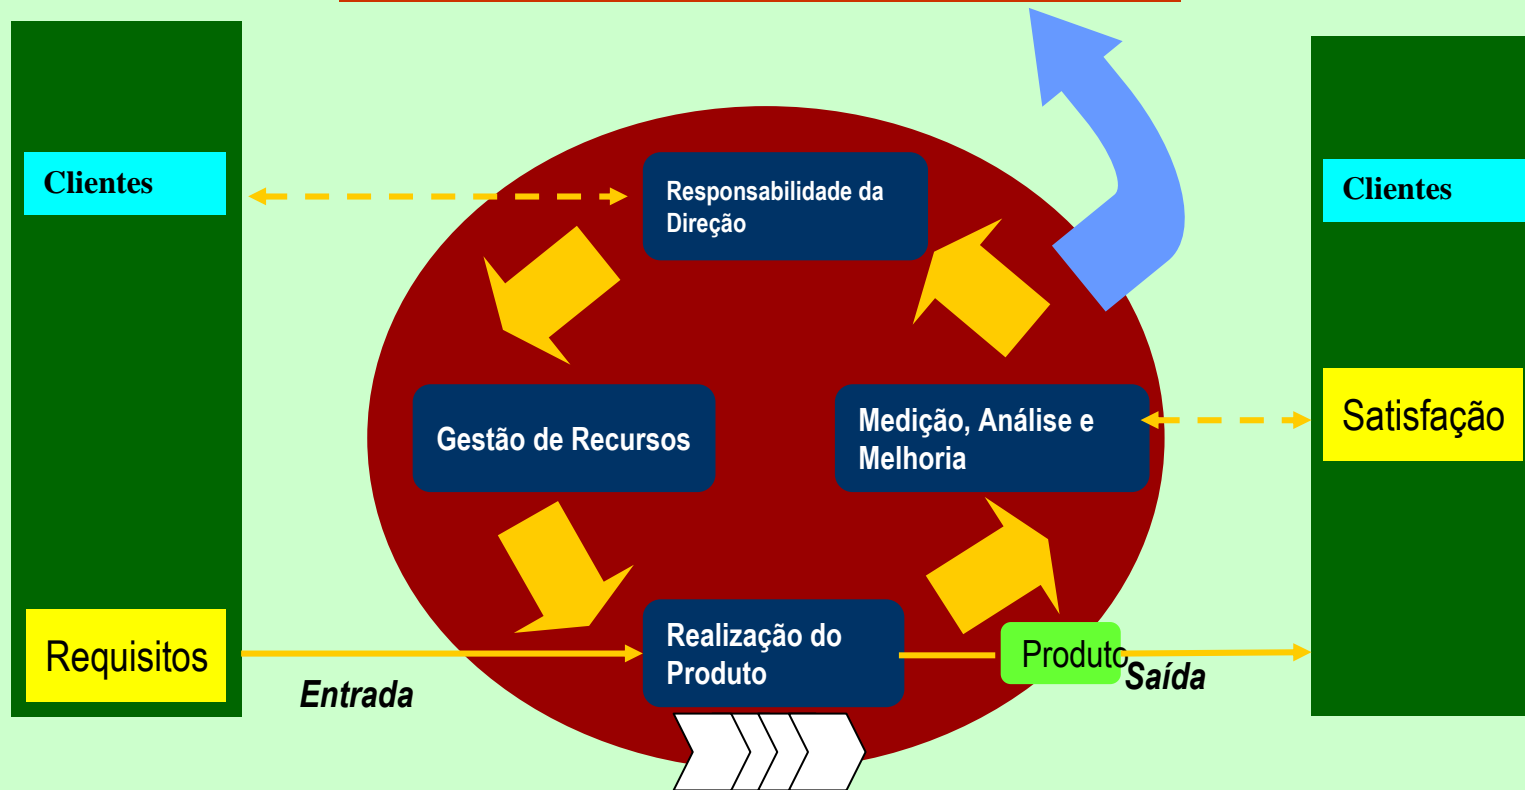 Clientes
Responsabilidade da
Direção
Clientes
Gestão de Recursos
Medição, Análise e
Melhoria
Satisfação
Requisitos
Entrada
Realização do
Produto
Produto
Saída